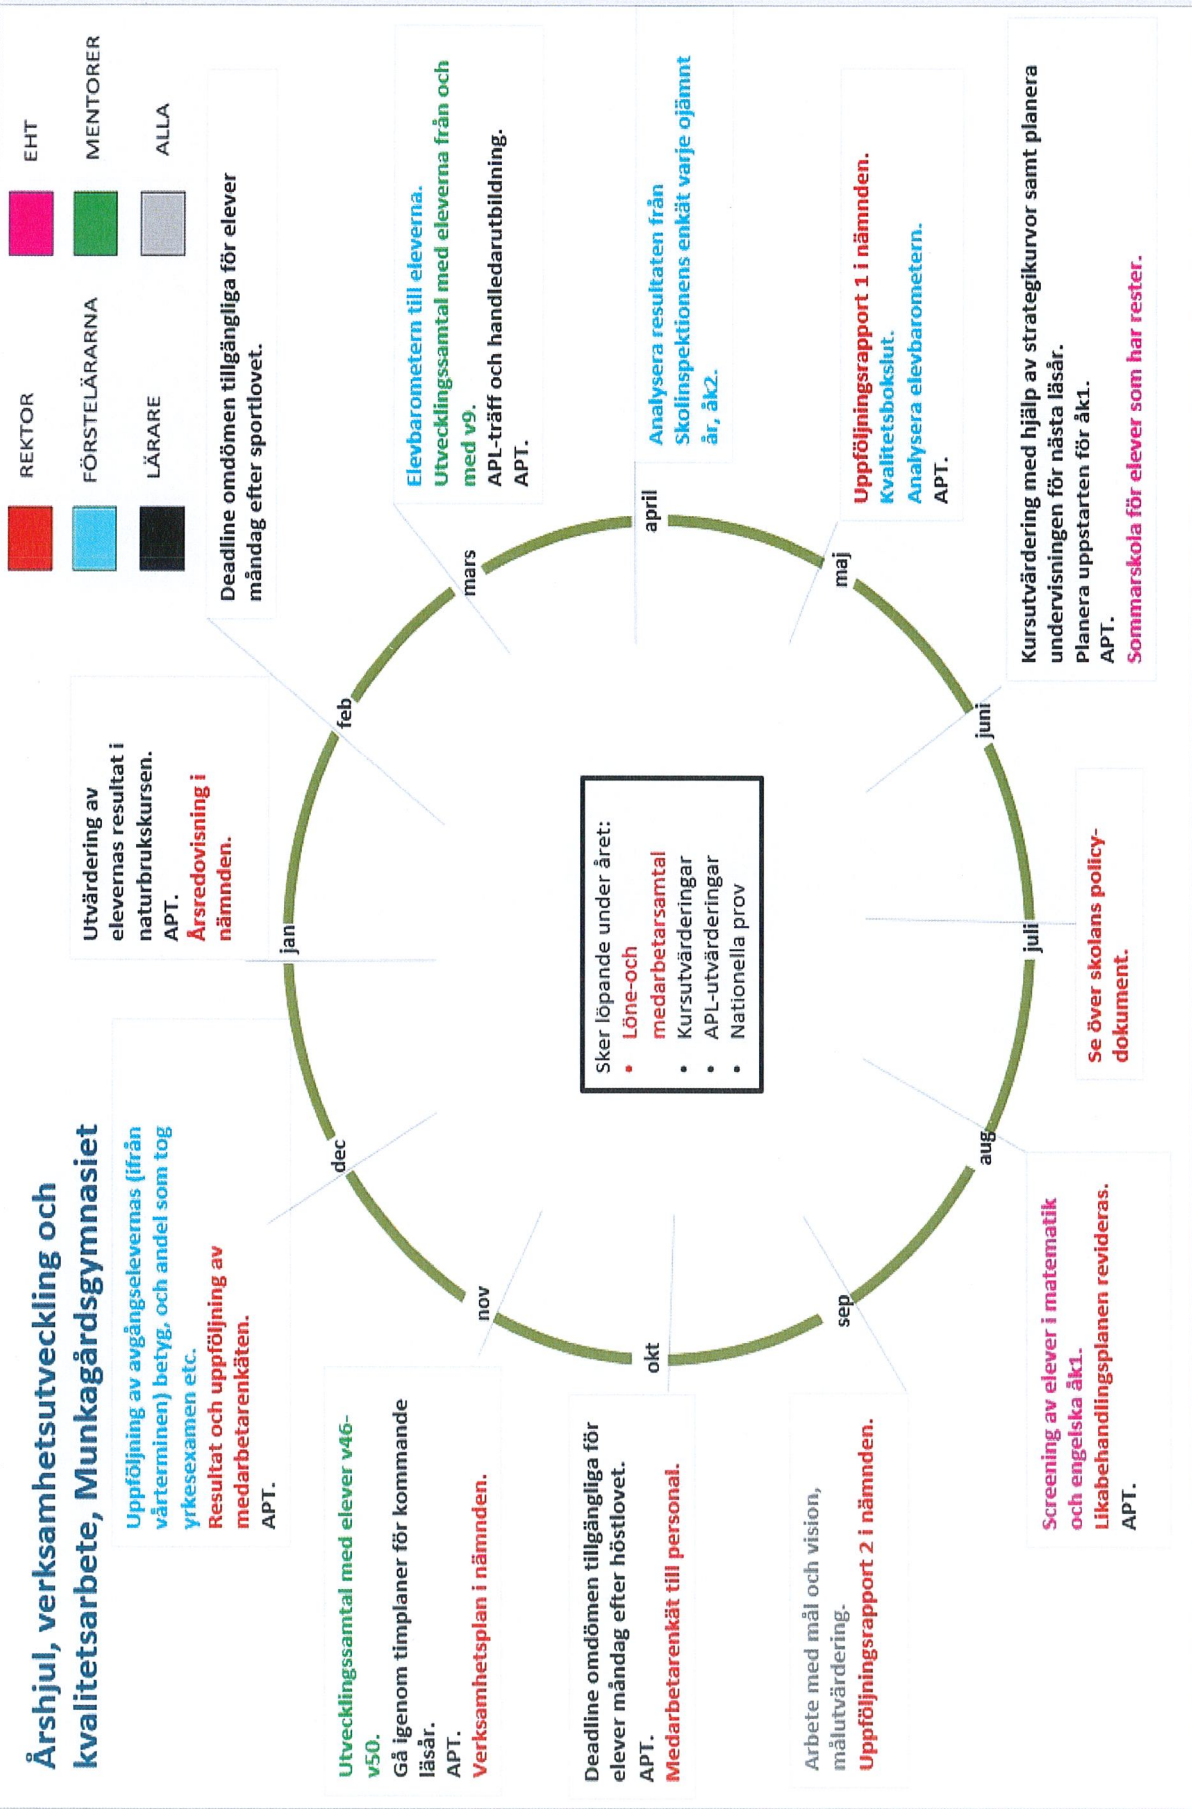 Årshjul, verksamhetsutveckling och
kvalitetsarbete, Munkagårdsgymnasiet
REKTOR
EHT
FÖRSTELÄRARNA
MENTORER
LÄRARE
ALLA
Utvärdering av
elevernas resultat i
naturbrukskursen.
APT.
Årsredovisning i
nämnden.
Deadline omdömen tillgängliga för elever
måndag efter sportlovet.
Elevbarometern till eleverna.
Utvecklingssamtal med eleverna från och
med v9.
APL-träff och handledarutbildning.
APT.
Analysera resultaten från
Skolinspektionens enkät varje ojämnt
år, åk2.
Uppföljningsrapport 1 i nämnden.
Kvalitetsbokslut.
Analysera elevbarometern.
APT.
Kursutvärdering med hjälp av strategikurvor samt planera
undervisningen för nästa läsår.
Planera uppstarten för åk1.
APT.
Sommarskola för elever som har rester.
Se över skolans policy-
dokument.
Screening av elever i matematik
och engelska åk1.
Likabehandlingsplanen revideras.
APT.
Arbete med mål och vision,
målutvärdering.
Uppföljningsrapport 2 i nämnden.
Deadline omdömen tillgängliga för
elever måndag efter höstlovet.
APT.
Medarbetarenkät till personal.
Utvecklingssamtal med elever v46-
v50.
Gå igenom timplaner för kommande
läsår.
APT.
Verksamhetsplan i nämnden.
Uppföljning av avgångselevernas (ifrån
vårterminen) betyg, och andel som tog
yrkesexamen etc.
Resultat och uppföljning av
medarbetarenkäten.
APT.
jan
feb
mars
april
maj
juni
juli
aug
sep
okt
nov
dec
Sker löpande under året:
• Löne-och
medarbetarsamtal
• Kursutvärderingar
• APL-utvärderingar
• Nationella prov